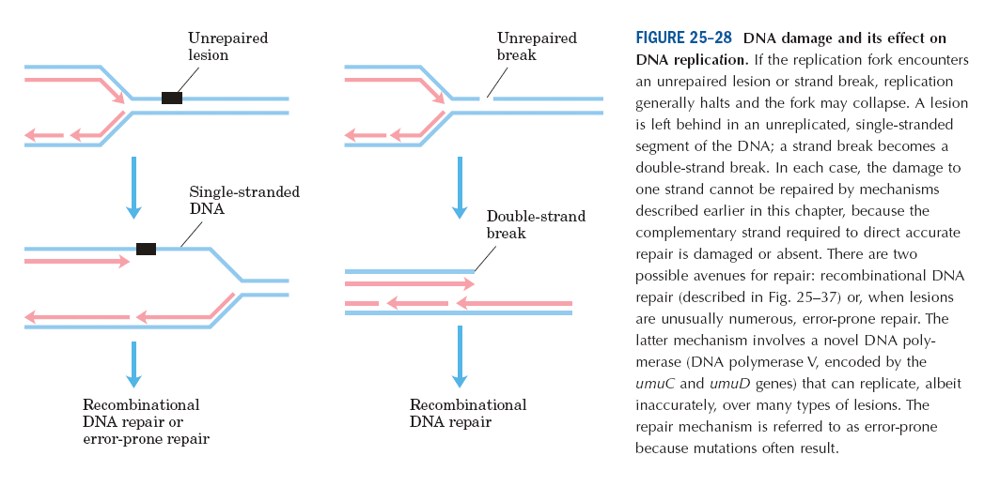 Unrepaired
lesion
Single-stranded
DNA
Recombinational
DNA repair or
error-prone repair
Unrepaired
break
Double-strand
break
Recombinational
DNA repair
FIGURE 25–28 DNA damage and its effect on
DNA replication. If the replication fork encounters
an unrepaired lesion or strand break, replication
generally halts and the fork may collapse. A lesion
is left behind in an unreplicated, single-stranded
segment of the DNA; a strand break becomes a
double-strand break. In each case, the damage to
one strand cannot be repaired by mechanisms
described earlier in this chapter, because the
complementary strand required to direct accurate
repair is damaged or absent. There are two
possible avenues for repair: recombinational DNA
repair (described in Fig. 25–37) or, when lesions
are unusually numerous, error-prone repair. The
latter mechanism involves a novel DNA poly-
merase (DNA polymerase V, encoded by the
umuC and umuD genes) that can replicate, albeit
inaccurately, over many types of lesions. The
repair mechanism is referred to as error-prone
because mutations often result.